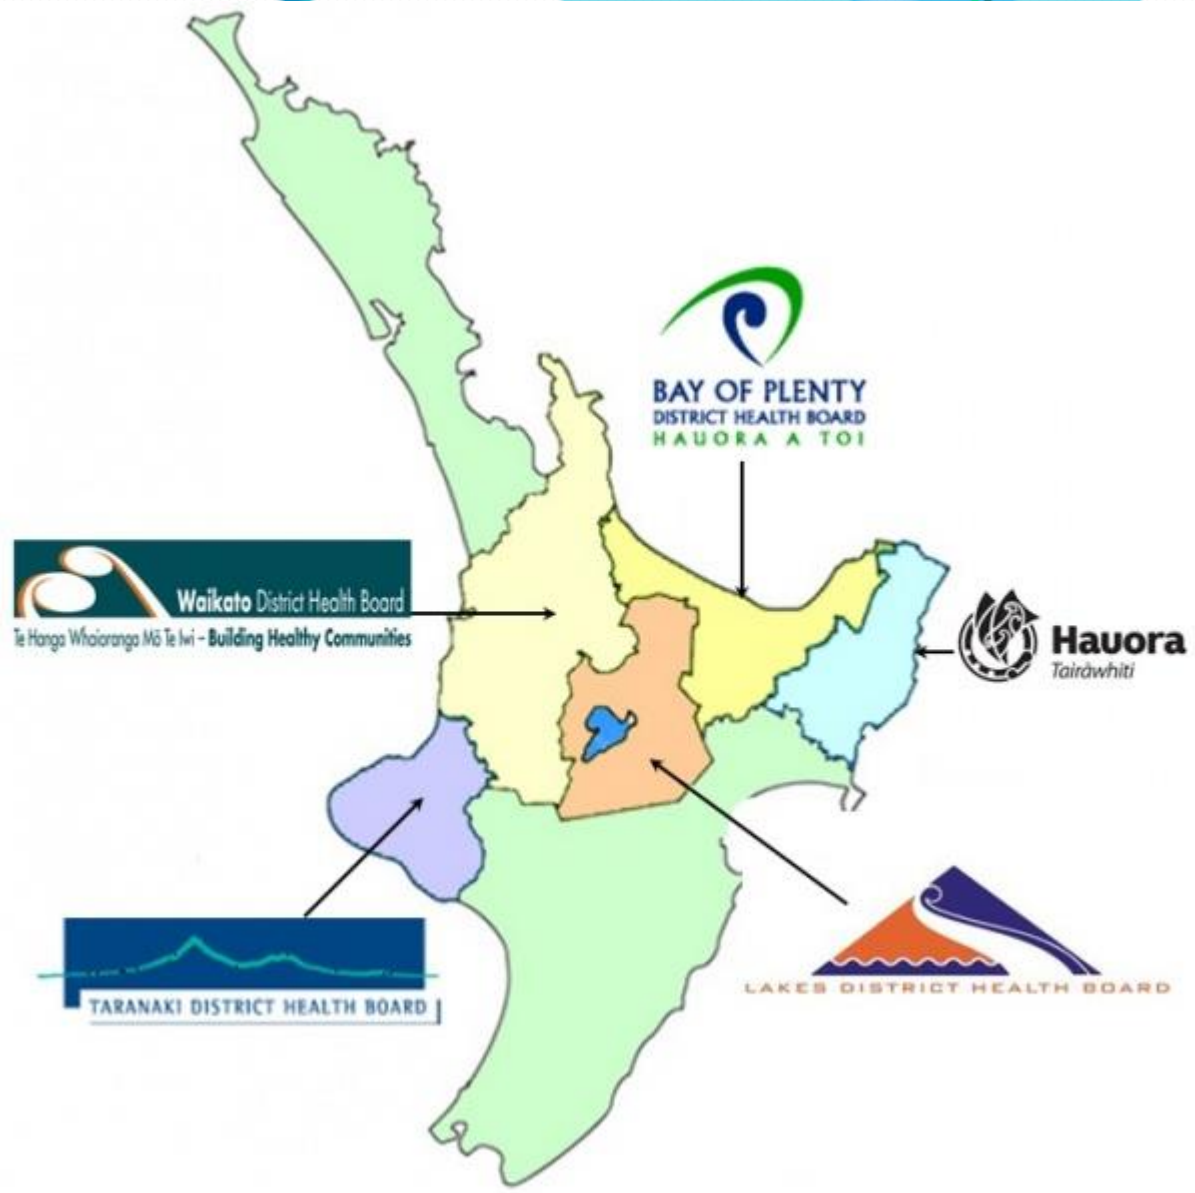 BAY OF PLENTY
DISTRICT HEALTH BOARD
HAUORA A TOI
Waikato District Health Board
Te Hanga Whaioranga Mō Te Iwi – Building Healthy Communities
Hauora
Tairāwhiti
TARANAKI DISTRICT HEALTH BOARD
LAKES DISTRICT HEALTH BOARD